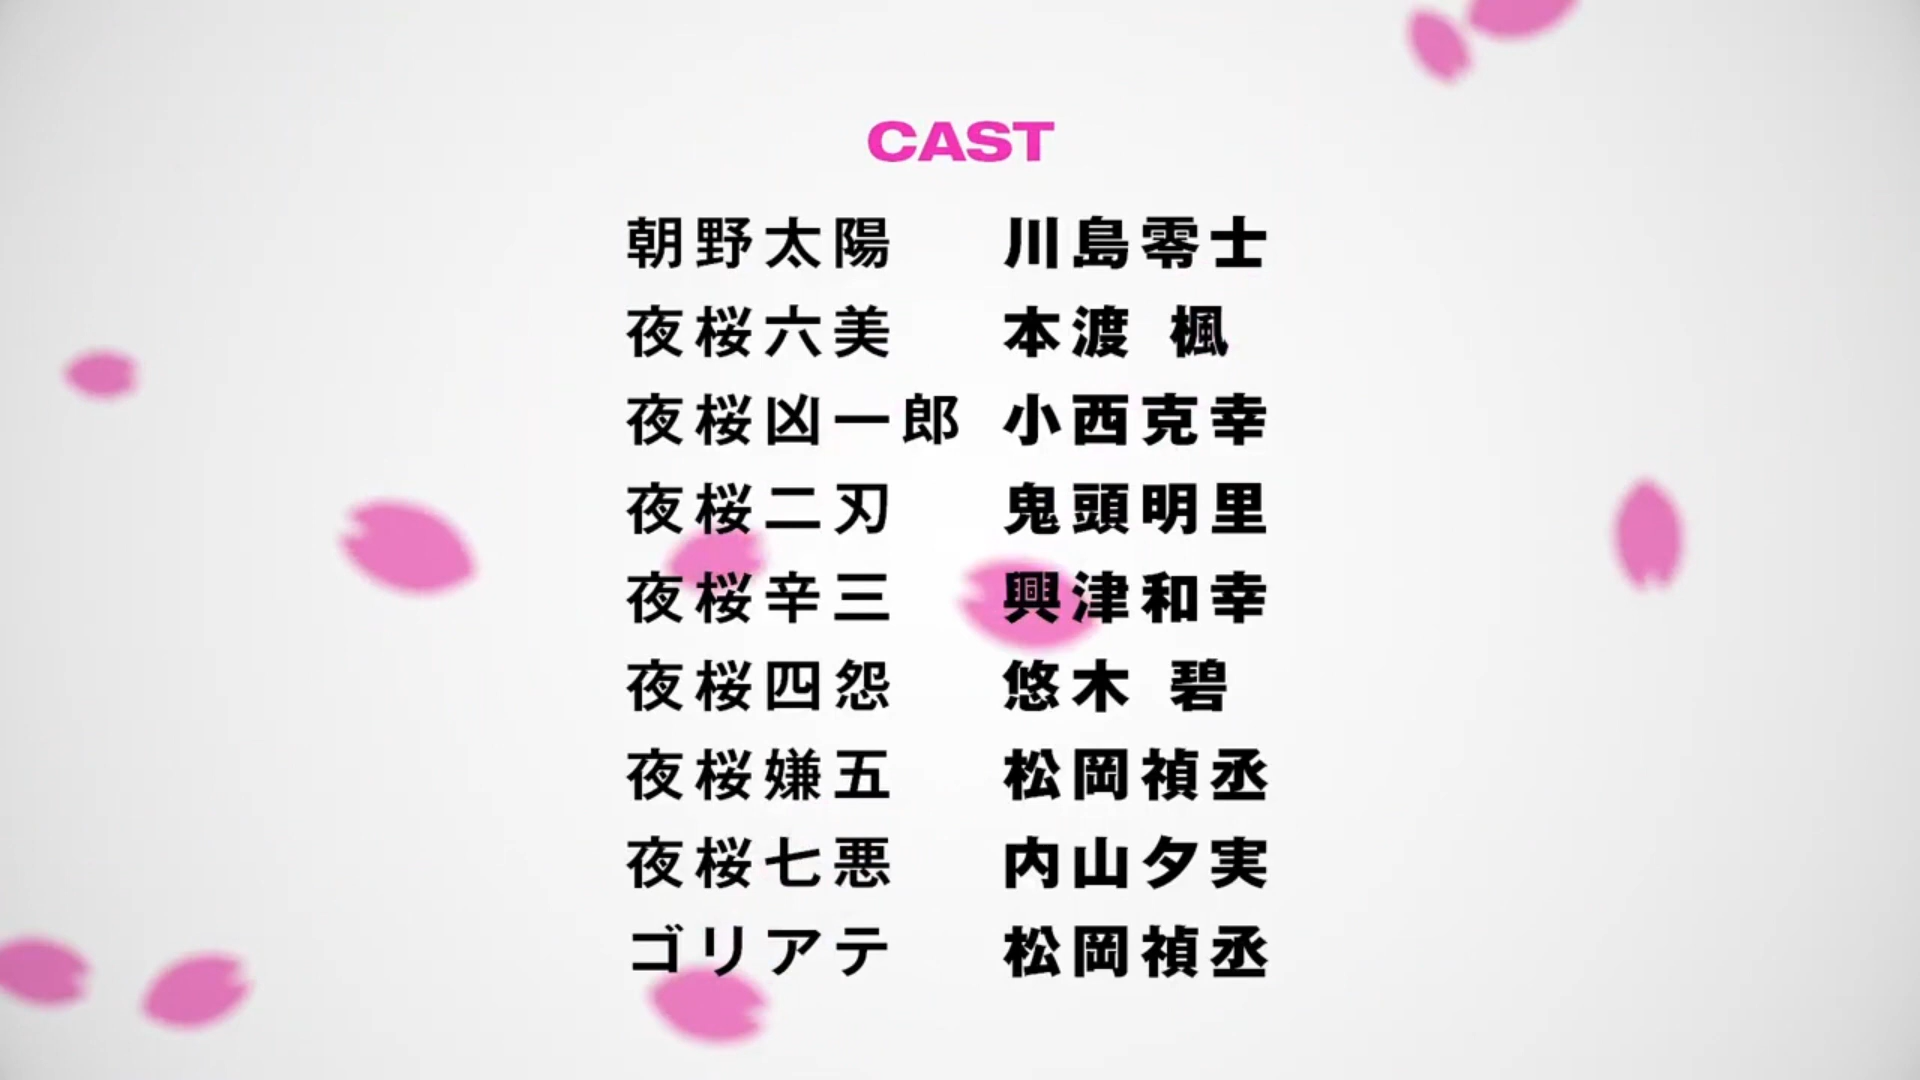 CAST
朝野太陽 川島零士
夜桜六美 本渡 楓
夜桜凶一郎 小西克幸
夜桜二刃 鬼頭明里
夜桜辛三 興津和幸
夜桜四怨 悠木 碧
夜桜嫌五 松岡禎丞
夜桜七悪 内山夕実
ゴリアテ 松岡禎丞